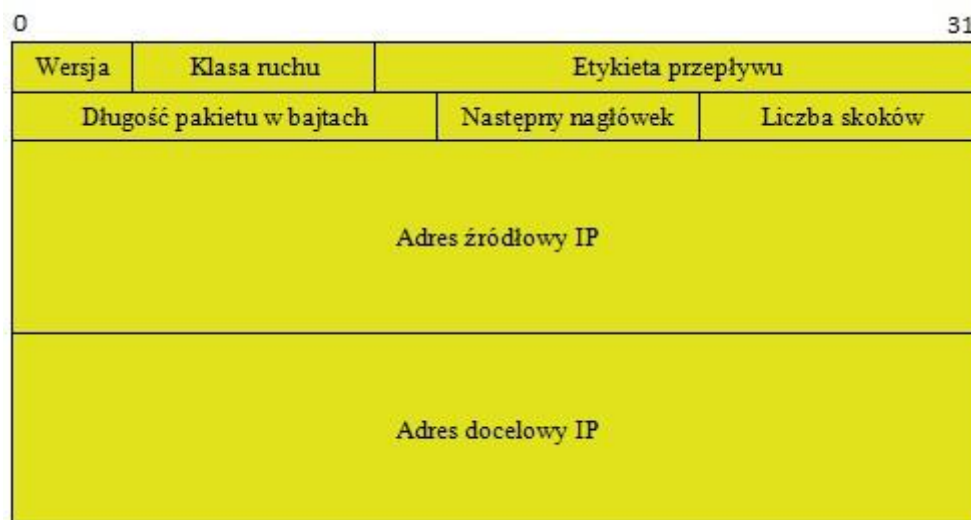 0 31
Wersja Klasa ruchu Etykieta przepływu
Długość pakietu w bajtach Następny nagłówek Liczba skoków
Adres źródłowy IP
Adres docelowy IP